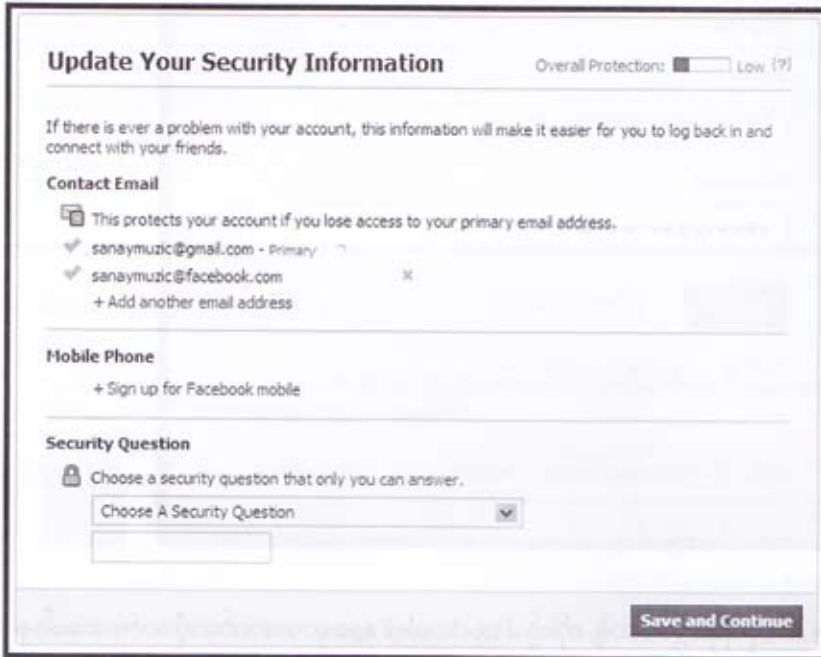 Update Your Security Information
Overall Protection: Low (?)
If there is ever a problem with your account, this information will make it easier for you to log back in and
connect with your friends.
Contact Email
This protects your account if you lose access to your primary email address.
sanaymuzic@gmail.com - Primary
sanaymuzic@facebook.com
+ Add another email address
Mobile Phone
+ Sign up for Facebook mobile
Security Question
Choose a security question that only you can answer.
Choose A Security Question
Save and Continue